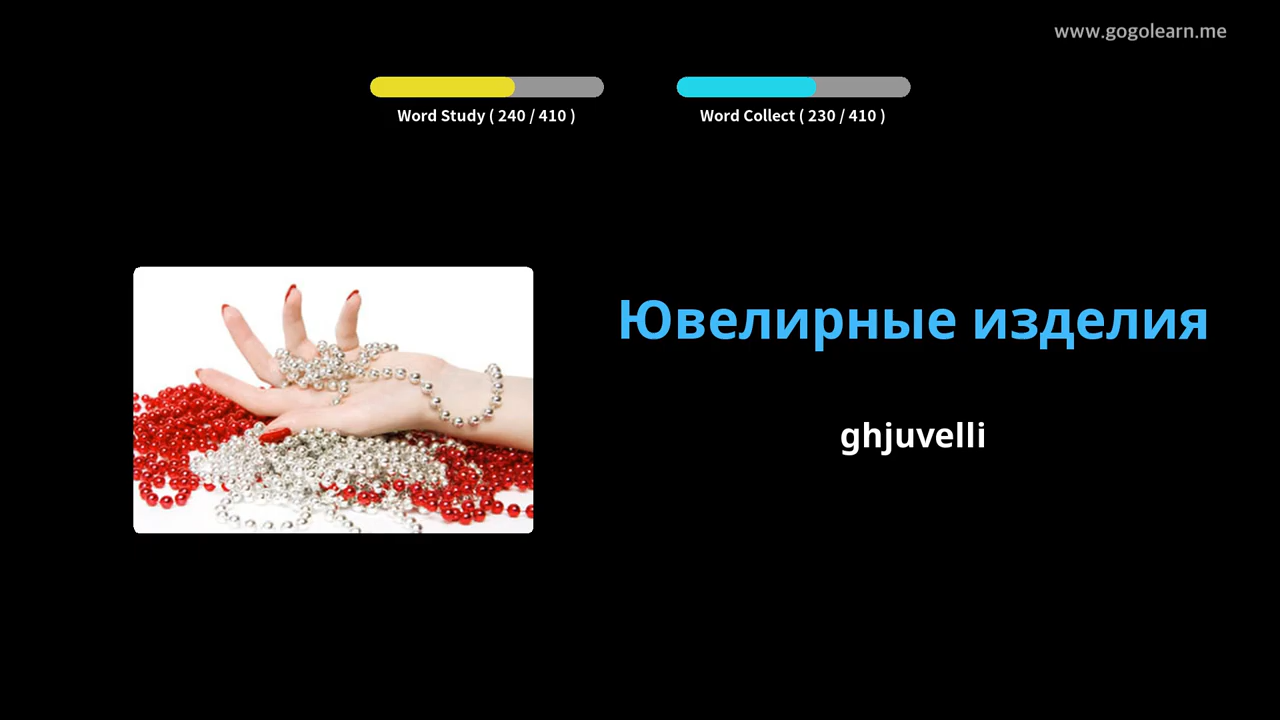 www.gogolearn.me
Word Study ( 240 / 410 )
Word Collect ( 230 / 410 )
Ювелирные изделия
ghjuvelli